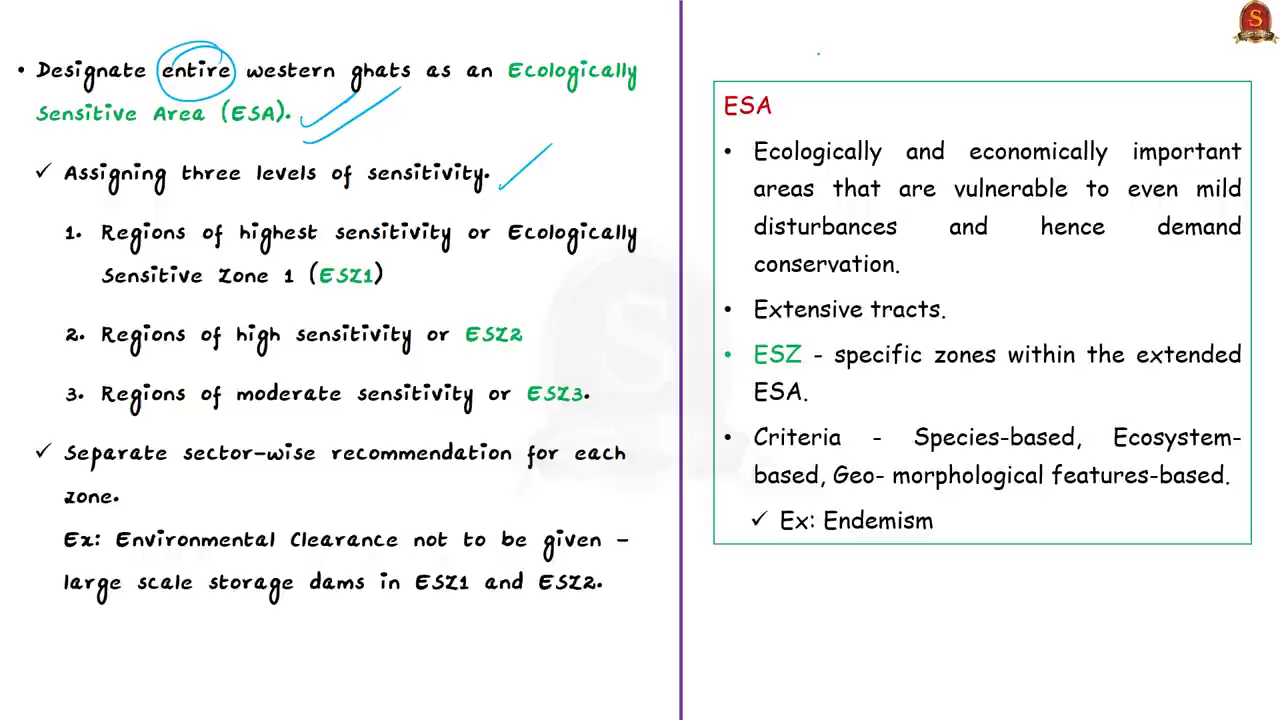 • Designate entire western ghats as an Ecologically
Sensitive Area (ESA).
✓ Assigning three levels of sensitivity.
1. Regions of highest sensitivity or Ecologically
Sensitive Zone 1 (ESZ1)
2. Regions of high sensitivity or ESZ2
3. Regions of moderate sensitivity or ESZ3.
✓ Separate sector-wise recommendation for each
zone.
Ex: Environmental Clearance not to be given -
large scale storage dams in ESZ1 and ESZ2.
ESA
• Ecologically and economically important
areas that are vulnerable to even mild
disturbances and hence demand
conservation.
• Extensive tracts.
• ESZ - specific zones within the extended
ESA.
• Criteria - Species-based, Ecosystem-
based, Geo- morphological features-based.
✓ Ex: Endemism
S
S